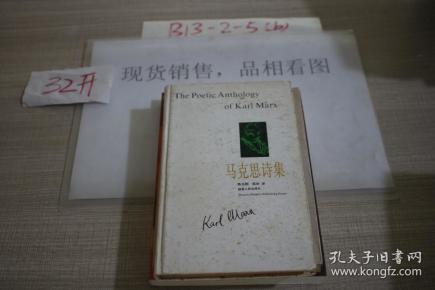 B13-2-5(b)
32开
现货销售，品相看图
The Poetic Anthology
of Karl Marx
马克思诗集
Karl Marx
孔夫子旧书网
www.kongfz.com